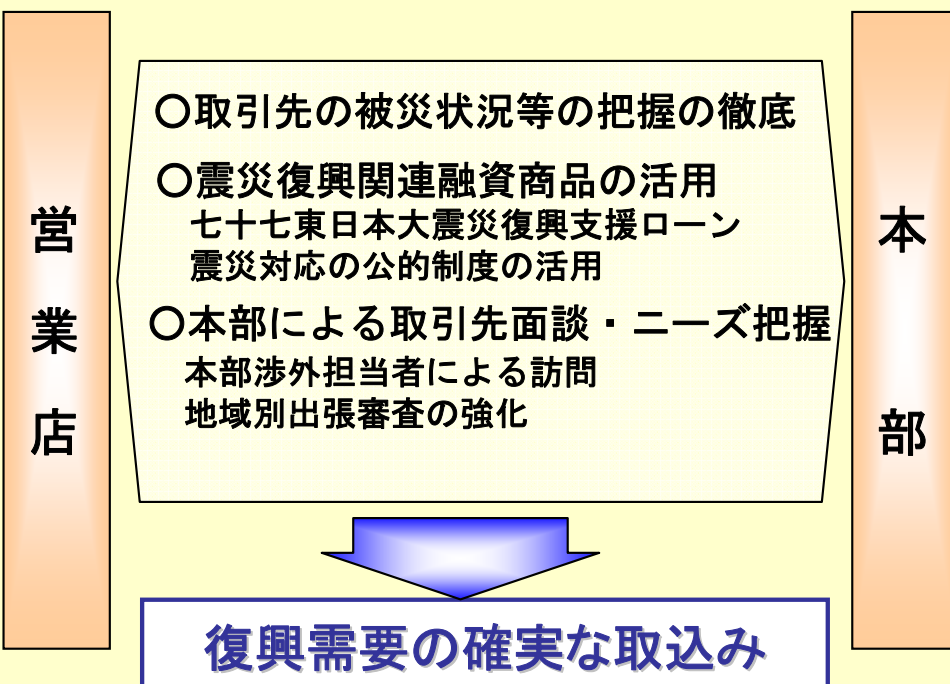 営業店
〇取引先の被災状況等の把握の徹底
〇震災復興関連融資商品の活用
七十七東日本大震災復興支援ローン
震災対応の公的制度の活用
〇本部による取引先面談・ニーズ把握
本部渉外担当者による訪問
地域別出張審査の強化
本部
復興需要の確実な取込み